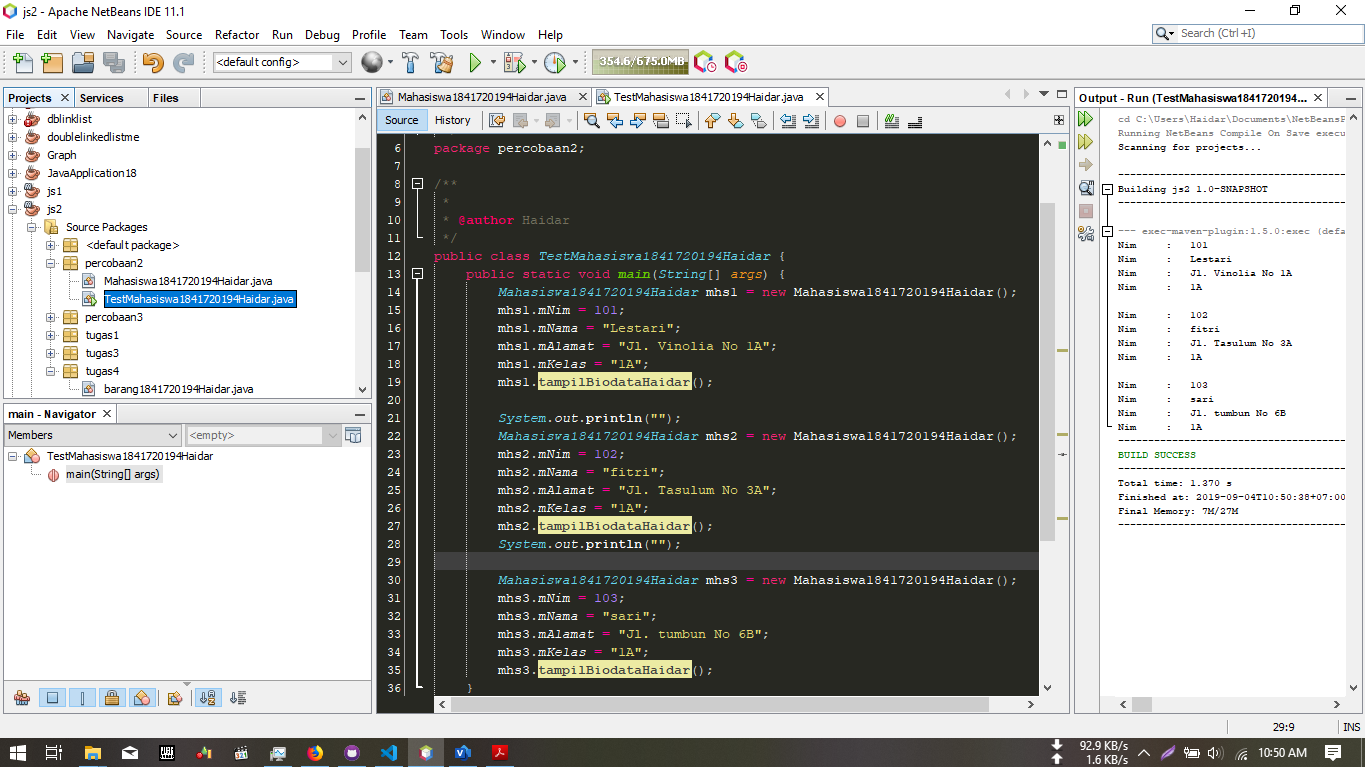 js2 - Apache NetBeans IDE 11.1
File Edit View Navigate Source Refactor Run Debug Profile Team Tools Window Help
Search (Ctrl+I)
<default config>
354.6/675.0MB
Projects
Services
Files
dblinklist
doublelinkedlistme
Graph
JavaApplication18
js1
js2
Source Packages
<default package>
percobaan2
Mahasiswa1841720194Haidar.java
TestMahasiswa1841720194Haidar.java
percobaan3
tugas1
tugas3
tugas4
barang1841720194Haidar.java
main - Navigator
Members
<empty>
TestMahasiswa1841720194Haidar
main(String[] args)
Mahasiswa1841720194Haidar.java
TestMahasiswa1841720194Haidar.java
Source
History
6 package percobaan2;
7
8 /**
9 *
10 * @author Haidar
11 */
12 public class TestMahasiswa1841720194Haidar {
13 public static void main(String[] args) {
14 Mahasiswa1841720194Haidar mhs1 = new Mahasiswa1841720194Haidar();
15 mhs1.mNim = 101;
16 mhs1.mNama = "Lestari";
17 mhs1.mAlamat = "Jl. Vinolia No 1A";
18 mhs1.mKelas = "1A";
19 mhs1.tampilBiodataHaidar();
20
21 System.out.println("");
22 Mahasiswa1841720194Haidar mhs2 = new Mahasiswa1841720194Haidar();
23 mhs2.mNim = 102;
24 mhs2.mNama = "fitri";
25 mhs2.mAlamat = "Jl. Tasulum No 3A";
26 mhs2.mKelas = "1A";
27 mhs2.tampilBiodataHaidar();
28 System.out.println("");
29
30 Mahasiswa1841720194Haidar mhs3 = new Mahasiswa1841720194Haidar();
31 mhs3.mNim = 103;
32 mhs3.mNama = "sari";
33 mhs3.mAlamat = "Jl. tumbun No 6B";
34 mhs3.mKelas = "1A";
35 mhs3.tampilBiodataHaidar();
36 }
Output - Run (TestMahasiswa1841720194...
cd C:\Users\Haidar\Documents\NetBeansP
Running NetBeans Compile On Save execu
Scanning for projects...
------------------------------------
Building js2 1.0-SNAPSHOT
------------------------------------
--- exec-maven-plugin:1.5.0:exec (defa
Nim : 101
Nim : Lestari
Nim : Jl. Vinolia No 1A
Nim : 1A
Nim : 102
Nim : fitri
Nim : Jl. Tasulum No 3A
Nim : 1A
Nim : 103
Nim : sari
Nim : Jl. tumbun No 6B
Nim : 1A
------------------------------------
BUILD SUCCESS
------------------------------------
Total time: 1.370 s
Finished at: 2019-09-04T10:50:38+07:00
Final Memory: 7M/27M
------------------------------------
29:9
INS
92.9 KB/s
1.6 KB/s
10:50 AM